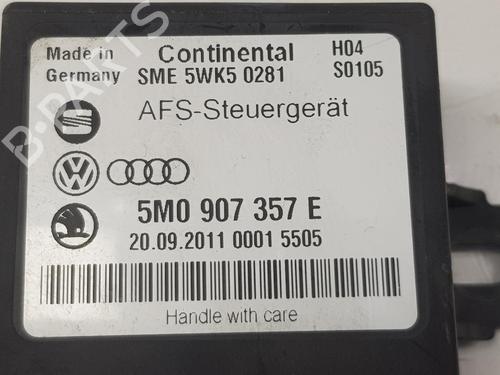 Made in Germany
Continental
SME 5WK5 0281
H04
S0105
AFS-Steuergerät
5M0 907 357 E
20.09.2011 0001 5505
Handle with care
B-PARTS